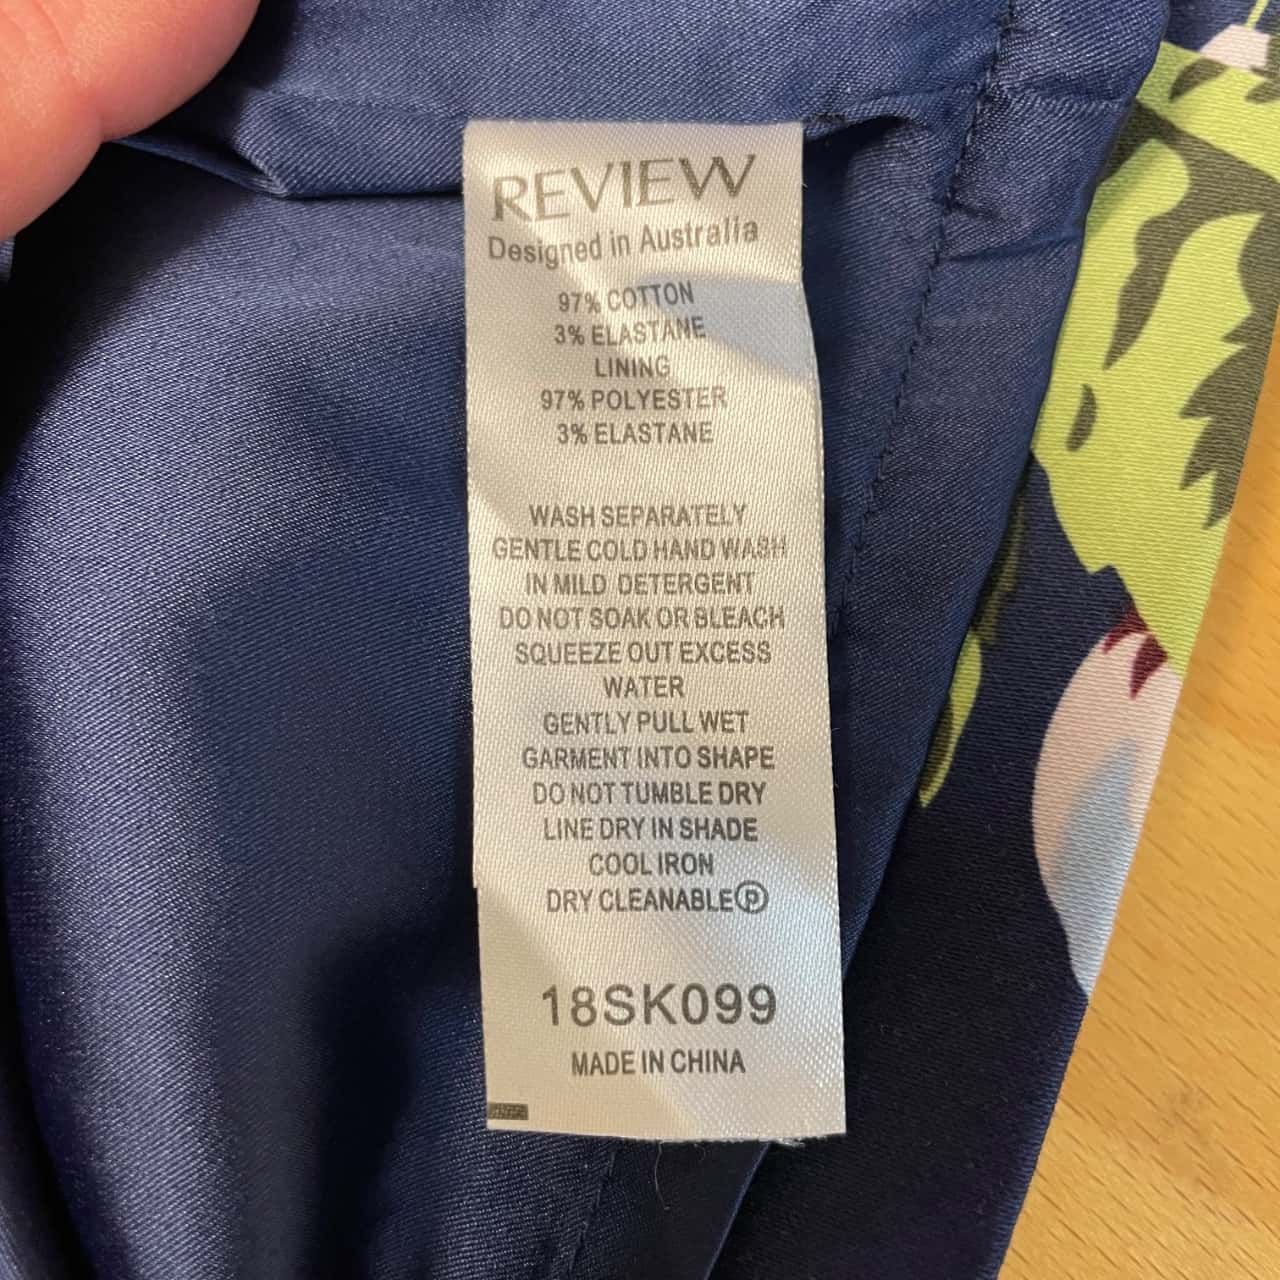 REVIEW
Designed in Australia
97% COTTON
3% ELASTANE
LINING
97% POLYESTER
3% ELASTANE
WASH SEPARATELY
GENTLE COLD HAND WASH
IN MILD DETERGENT
DO NOT SOAK OR BLEACH
SQUEEZE OUT EXCESS
WATER
GENTLY PULL WET
GARMENT INTO SHAPE
DO NOT TUMBLE DRY
LINE DRY IN SHADE
COOL IRON
DRY CLEANABLE Ⓟ
18SK099
MADE IN CHINA